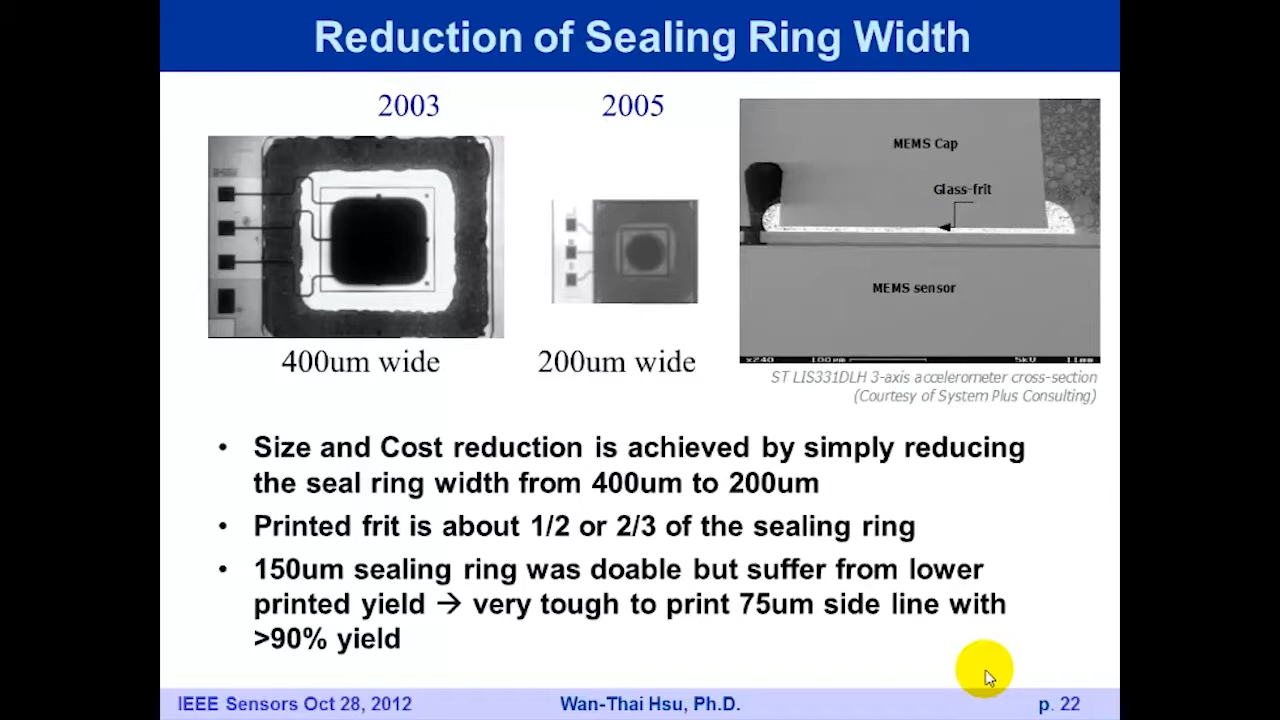 Reduction of Sealing Ring Width
2003
2005
400um wide
200um wide
MEMS Cap
Glass-frit
MEMS sensor
x240 100µm 5kV 11mm
ST LIS331DLH 3-axis accelerometer cross-section
(Courtesy of System Plus Consulting)
• Size and Cost reduction is achieved by simply reducing
the seal ring width from 400um to 200um
• Printed frit is about 1/2 or 2/3 of the sealing ring
• 150um sealing ring was doable but suffer from lower
printed yield → very tough to print 75um side line with
>90% yield
IEEE Sensors Oct 28, 2012
Wan-Thai Hsu, Ph.D.
p. 22